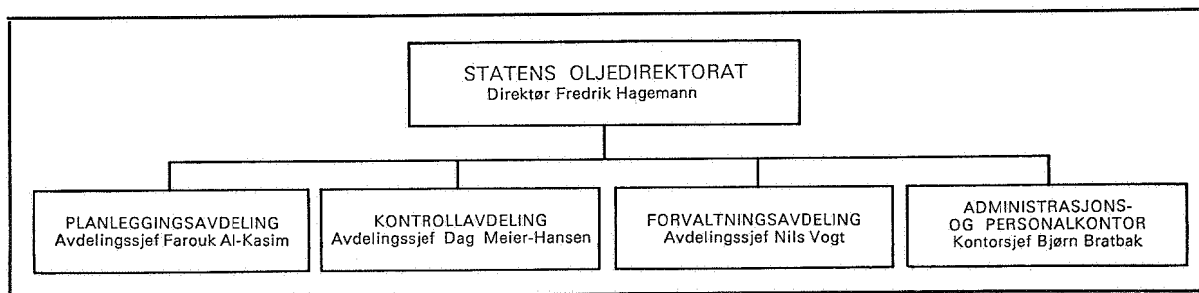 STATENS OLJEDIREKTORAT
Direktør Fredrik Hagemann
PLANLEGGINGSAVDELING
Avdelingssjef Farouk Al-Kasim
KONTROLLAVDELING
Avdelingssjef Dag Meier-Hansen
FORVALTNINGSAVDELING
Avdelingssjef Nils Vogt
ADMINISTRASJONS-
OG PERSONALKONTOR
Kontorsjef Bjørn Bratbak